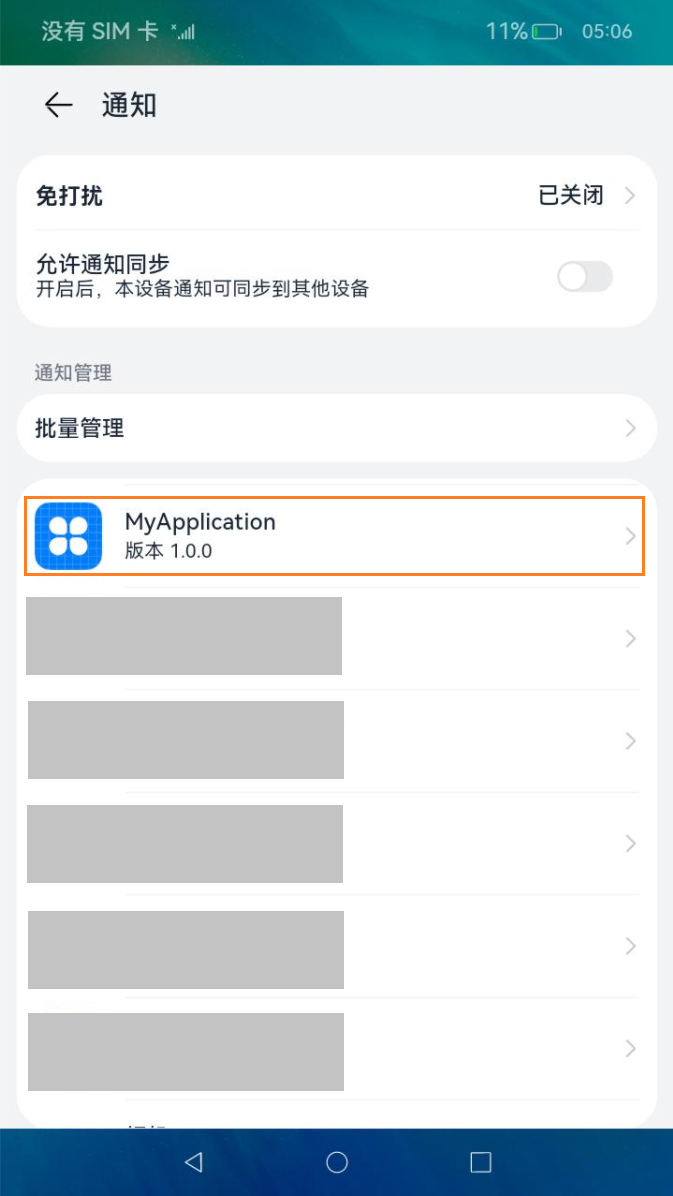 没有 SIM 卡
11% 05:06
通知
免打扰 已关闭
允许通知同步
开启后，本设备通知可同步到其他设备
通知管理
批量管理
MyApplication
版本 1.0.0